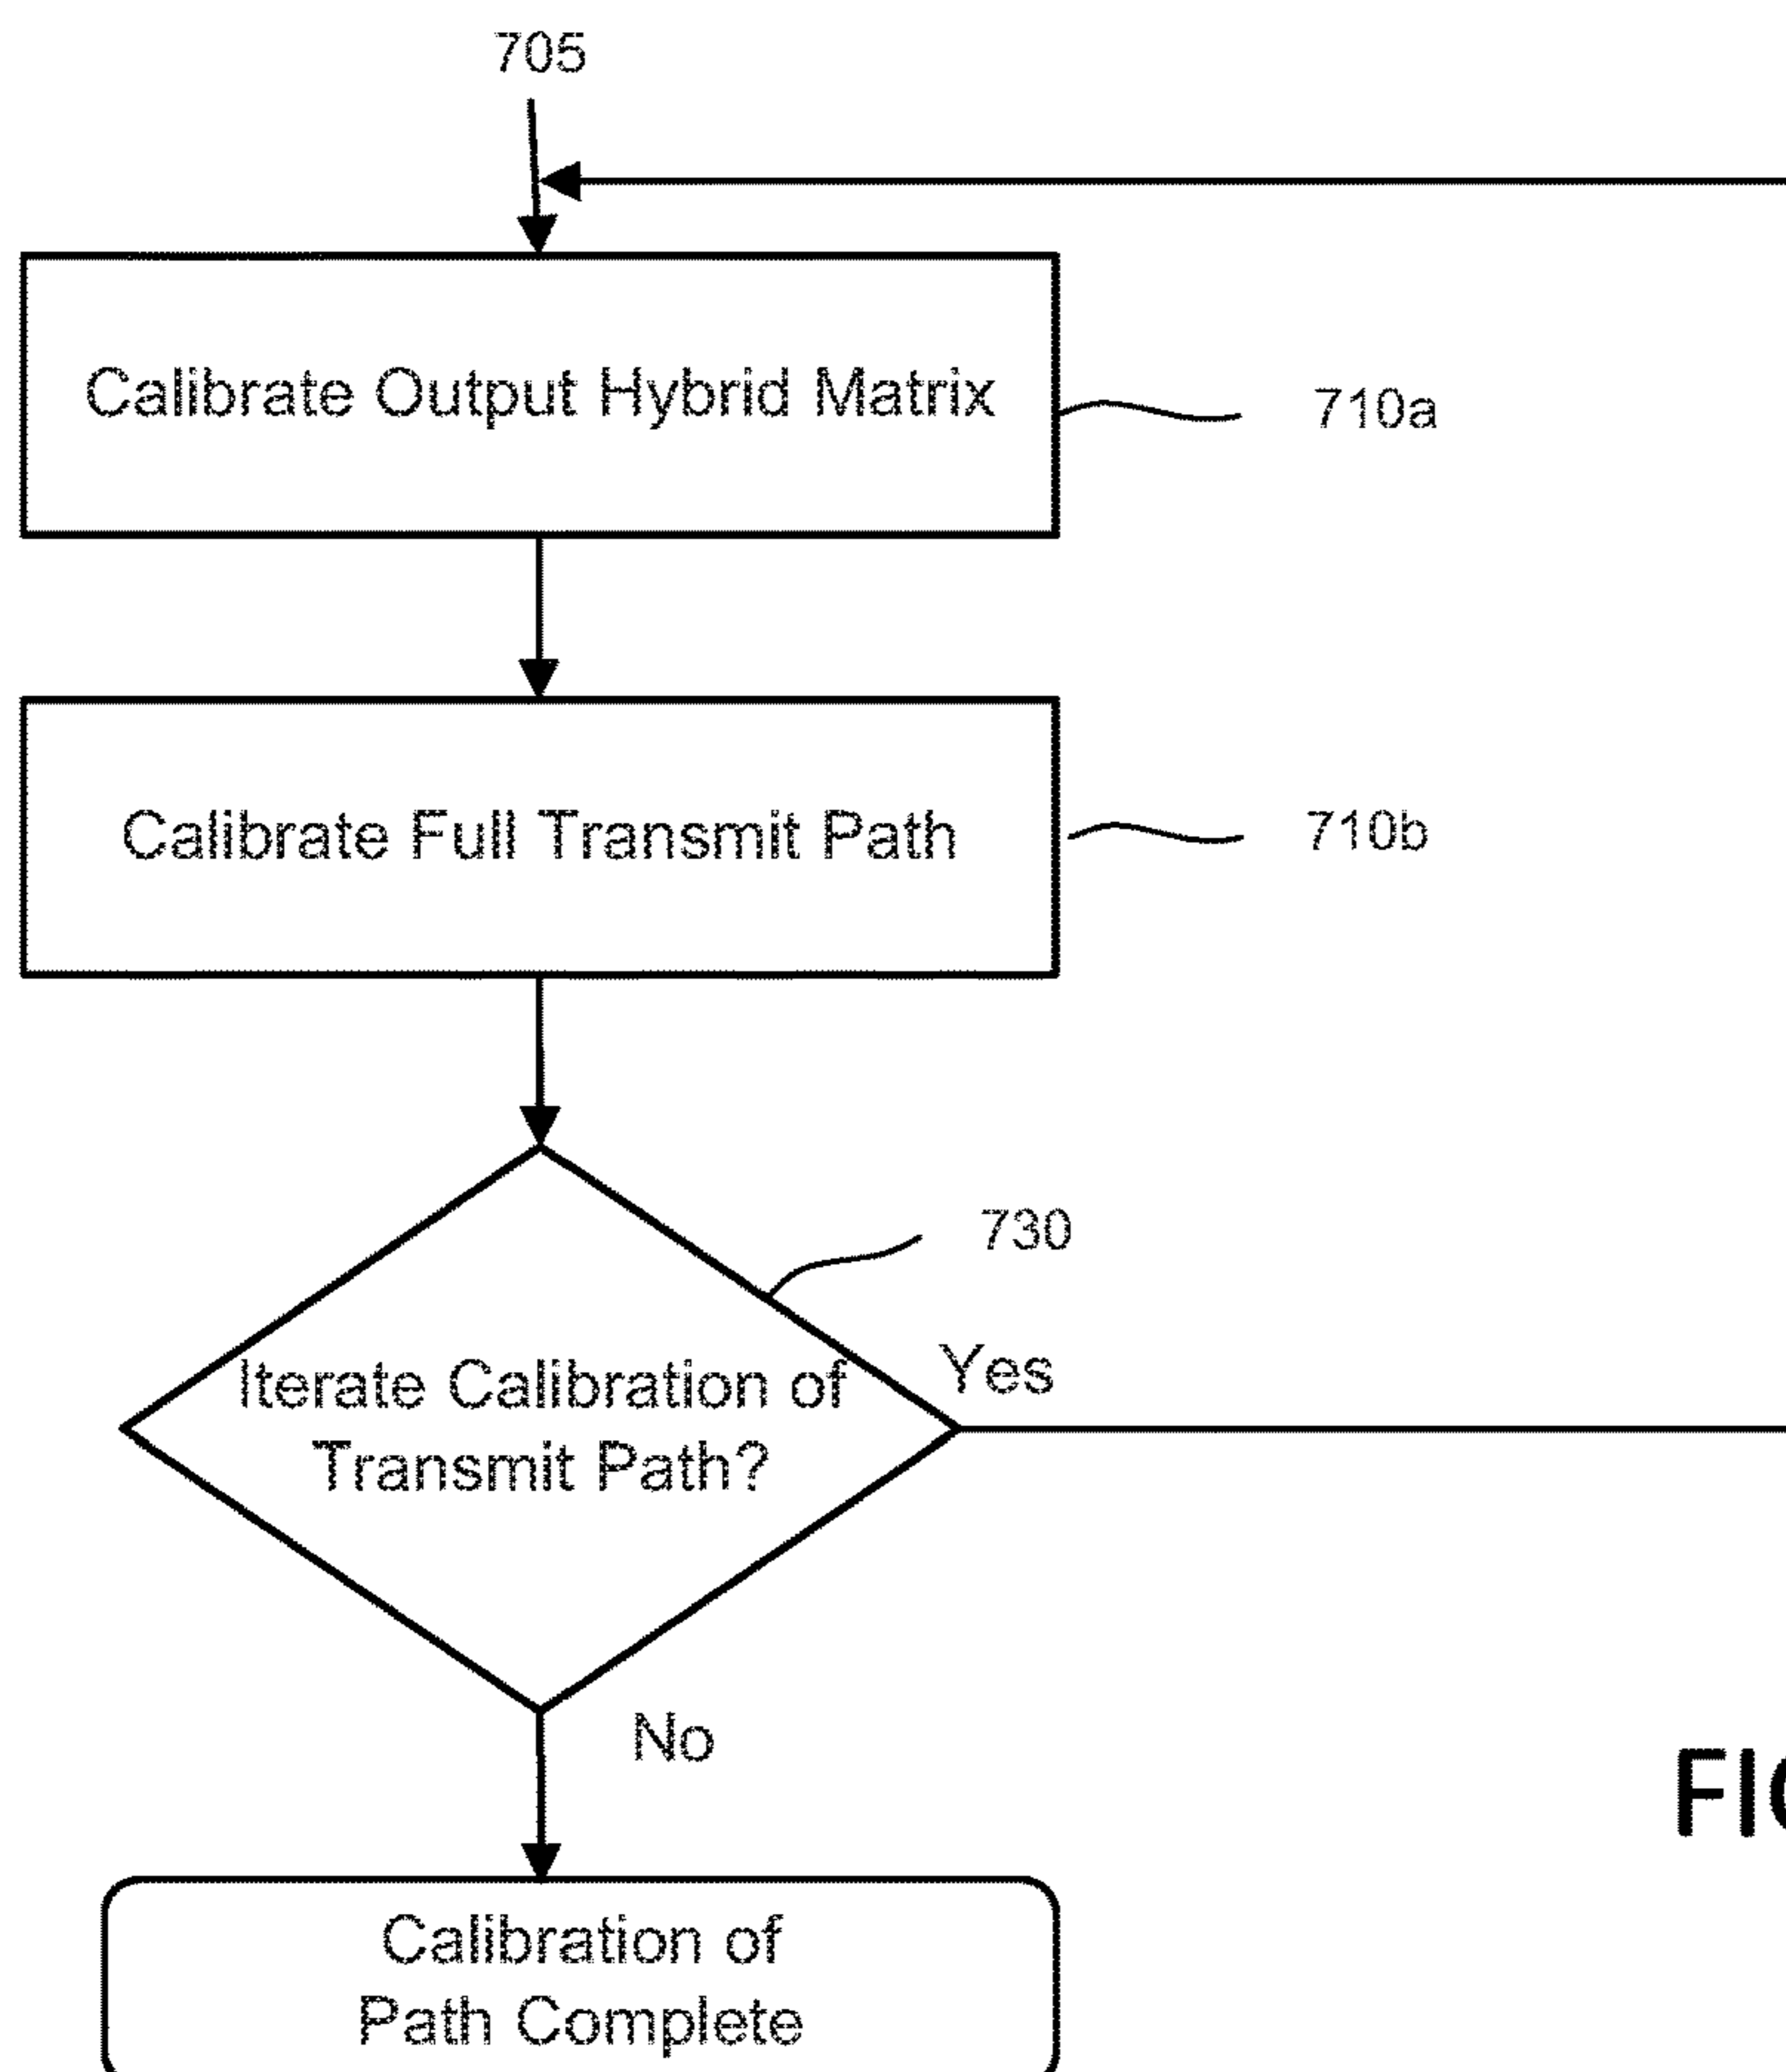 705
Calibrate Output Hybrid Matrix
710a
Calibrate Full Transmit Path
710b
730
Iterate Calibration of
Transmit Path?
Yes
No
FIG
Calibration of
Path Complete